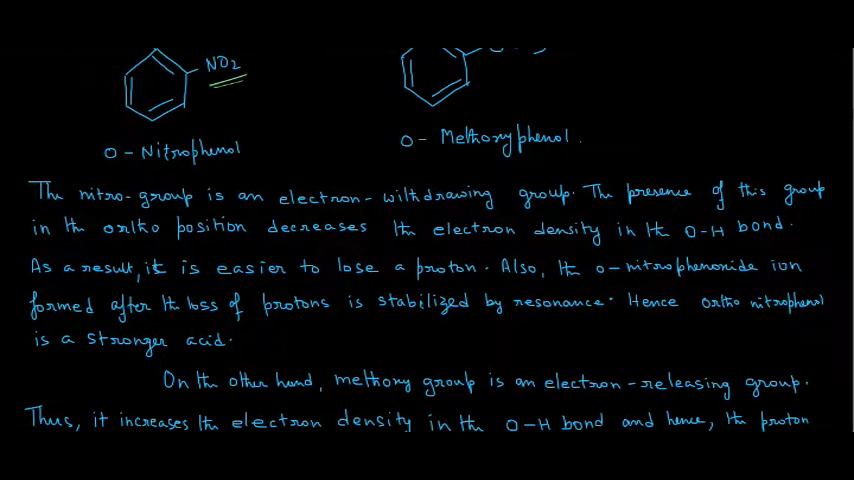 NO2
O - Nitrophenol
O - Methoxyphenol.
The nitro-group is an electron-withdrawing group. The presence of this group
in the ortho position decreases the electron density in the O-H bond.
As a result, it is easier to lose a proton. Also, the o-nitrophenoxide ion
formed after the loss of protons is stabilized by resonance. Hence ortho nitrophenol
is a stronger acid.
On the other hand, methoxy group is an electron-releasing group.
Thus, it increases the electron density in the O-H bond and hence, the proton